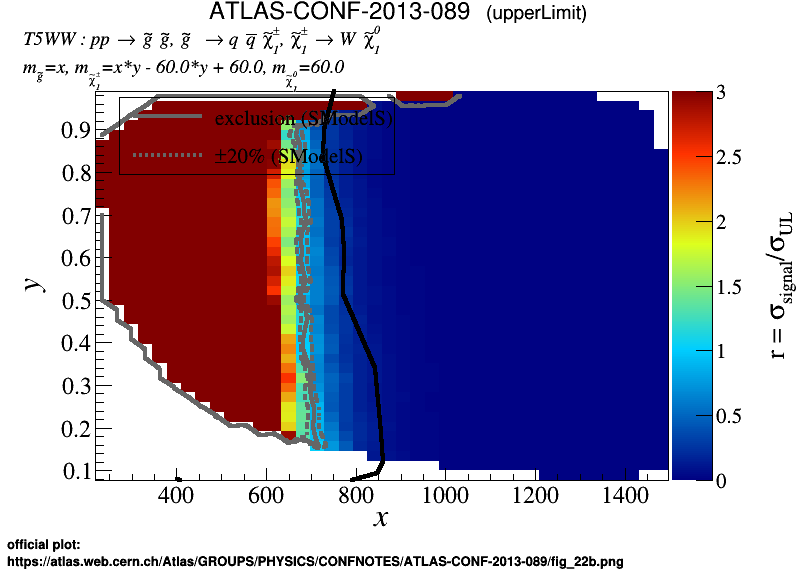 ATLAS-CONF-2013-089 (upperLimit)
T5WW : pp → g̃ g̃, g̃ → q q̅ χ̃₁±, χ̃₁± → W χ̃₁⁰
m_g̃=x, m_χ̃₁±=x*y - 60.0*y + 60.0, m_χ̃₁⁰=60.0
exclusion (SModelS)
±20% (SModelS)
y
0.9
0.8
0.7
0.6
0.5
0.4
0.3
0.2
0.1
400 600 800 1000 1200 1400
x
3
2.5
2
1.5
1
0.5
0
r = σ_signal/σ_UL
official plot:
https://atlas.web.cern.ch/Atlas/GROUPS/PHYSICS/CONFNOTES/ATLAS-CONF-2013-089/fig_22b.png